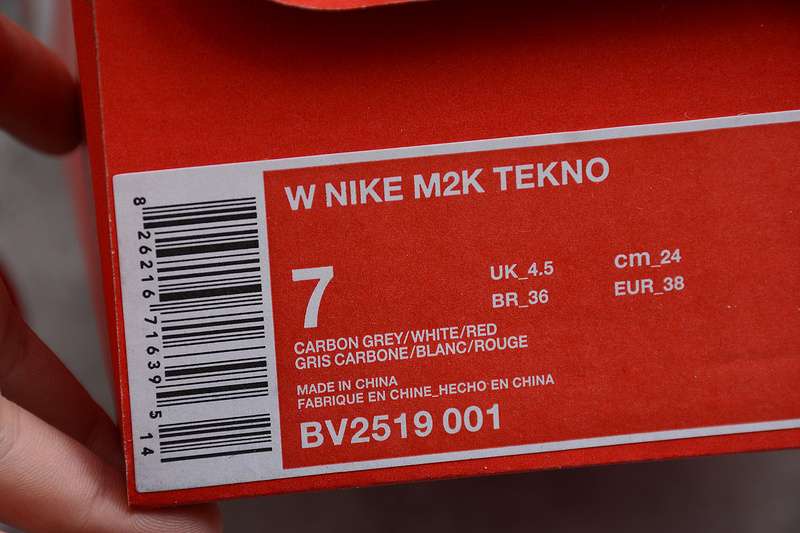 W NIKE M2K TEKNO
7
UK_4.5
cm_24
BR_36
EUR_38
CARBON GREY/WHITE/RED
GRIS CARBONE/BLANC/ROUGE
MADE IN CHINA
FABRIQUE EN CHINE_HECHO EN CHINA
BV2519 001
8 26216 71639 5 14